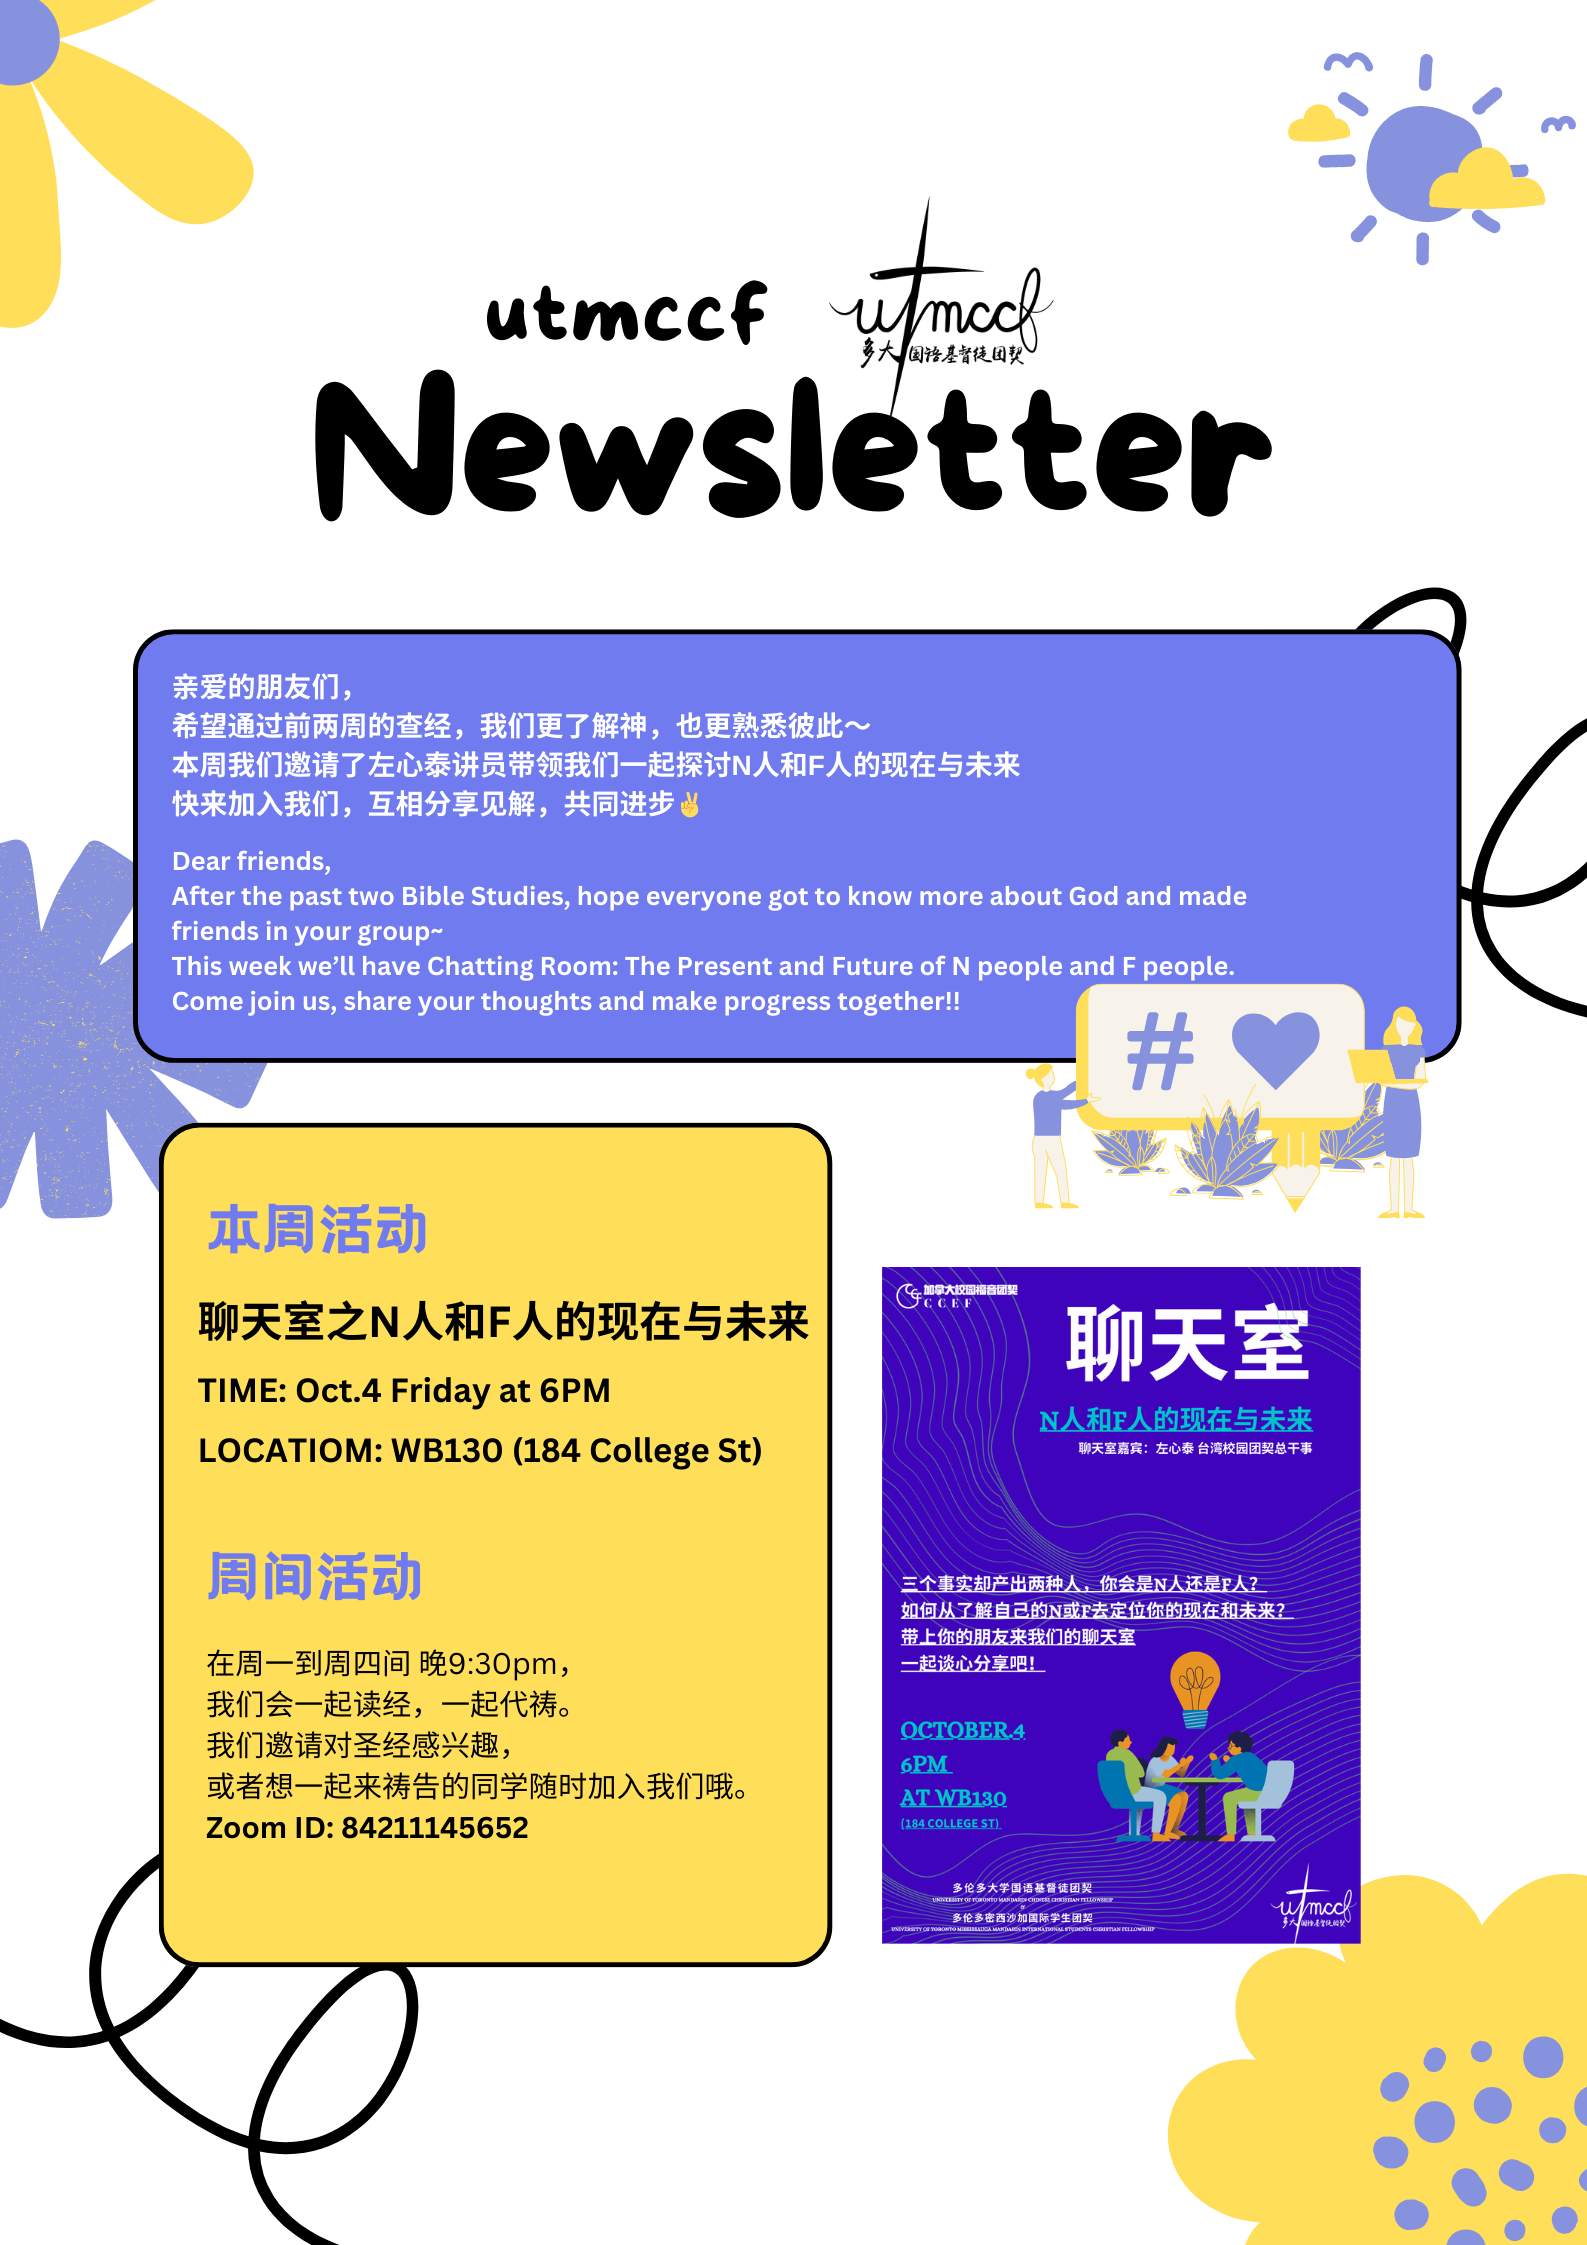 utmccf
utmccf
多大国语基督徒团契
Newsletter
亲爱的朋友们，
希望通过前两周的查经，我们更了解神，也更熟悉彼此～
本周我们邀请了左心泰讲员带领我们一起探讨N人和F人的现在与未来
快来加入我们，互相分享见解，共同进步✌
Dear friends,
After the past two Bible Studies, hope everyone got to know more about God and made
friends in your group~
This week we’ll have Chatting Room: The Present and Future of N people and F people.
Come join us, share your thoughts and make progress together!!
#
本周活动
聊天室之N人和F人的现在与未来
TIME: Oct.4 Friday at 6PM
LOCATIOM: WB130 (184 College St)
周间活动
在周一到周四间 晚9:30pm，
我们会一起读经，一起代祷。
我们邀请对圣经感兴趣，
或者想一起来祷告的同学随时加入我们哦。
Zoom ID: 84211145652
加拿大校园福音团契
CCEF
聊天室
N人和F人的现在与未来
聊天室嘉宾：左心泰 台湾校园团契总干事
三个事实却产出两种人，你会是N人还是F人？
如何从了解自己的N或F去定位你的现在和未来？
带上你的朋友来我们的聊天室
一起谈心分享吧！
OCTOBER.4
6PM
AT WB130
(184 COLLEGE ST)
多伦多大学国语基督徒团契
UNIVERSITY OF TORONTO MANDARIN CHINESE CHRISTIAN FELLOWSHIP
&
多伦多密西沙加国际学生团契
UNIVERSITY OF TORONTO MISSISSAUGA MANDARIN INTERNATIONAL STUDENTS CHRISTIAN FELLOWSHIP
utmccf
多大国语基督徒团契